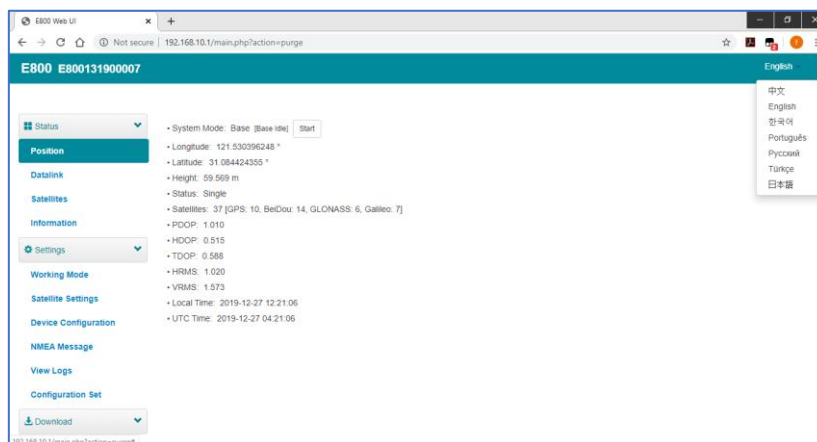 E800 Web UI
Not secure | 192.168.10.1/main.php?action=purge
E800 E800131900007
English
中文
English
한국어
Português
Русский
Türkçe
日本語
Status
Position
Datalink
Satellites
Information
Settings
Working Mode
Satellite Settings
Device Configuration
NMEA Message
View Logs
Configuration Set
Download
• System Mode: Base [Base Idle] Start
• Longitude: 121.530396248 °
• Latitude: 31.084424355 °
• Height: 59.569 m
• Status: Single
• Satellites: 37 [GPS: 10, BeiDou: 14, GLONASS: 6, Galileo: 7]
• PDOP: 1.010
• HDOP: 0.515
• TDOP: 0.588
• HRMS: 1.020
• VRMS: 1.573
• Local Time: 2019-12-27 12:21:06
• UTC Time: 2019-12-27 04:21:06